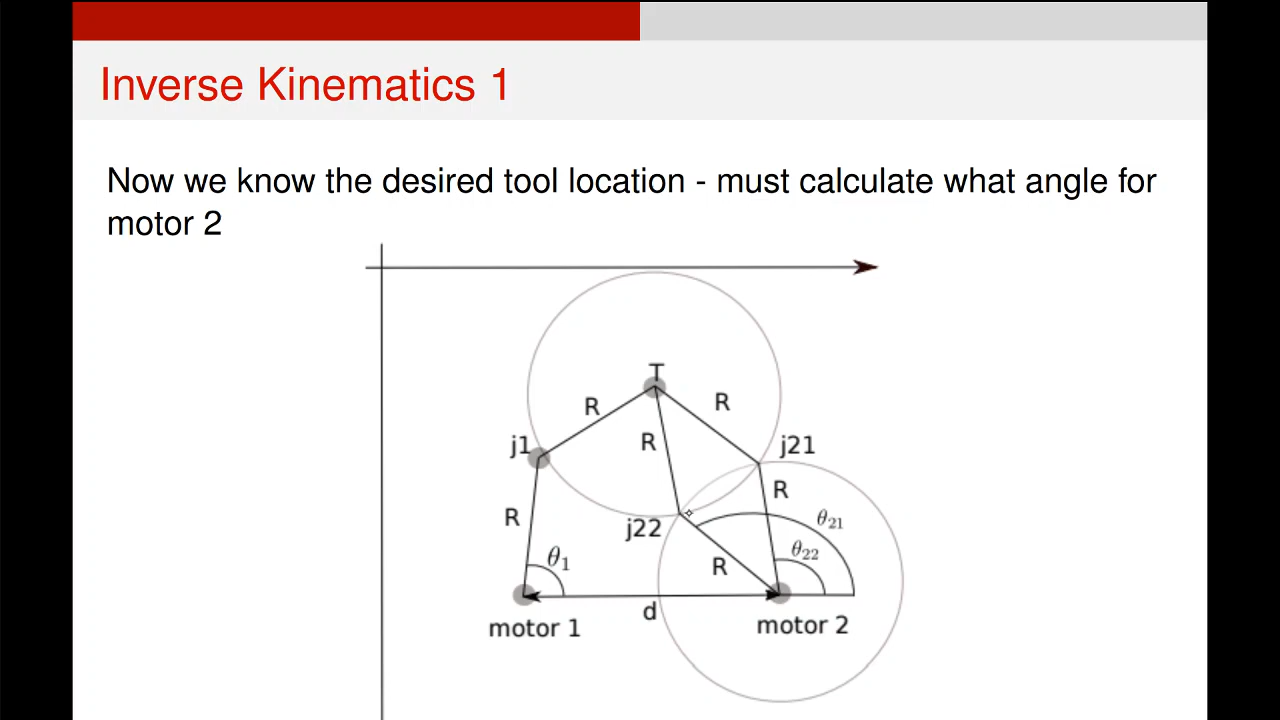 Inverse Kinematics 1
Now we know the desired tool location - must calculate what angle for
motor 2
T
R
R
j1
R
j21
R
R
θ21
j22
θ22
θ1
R
d
motor 1
motor 2